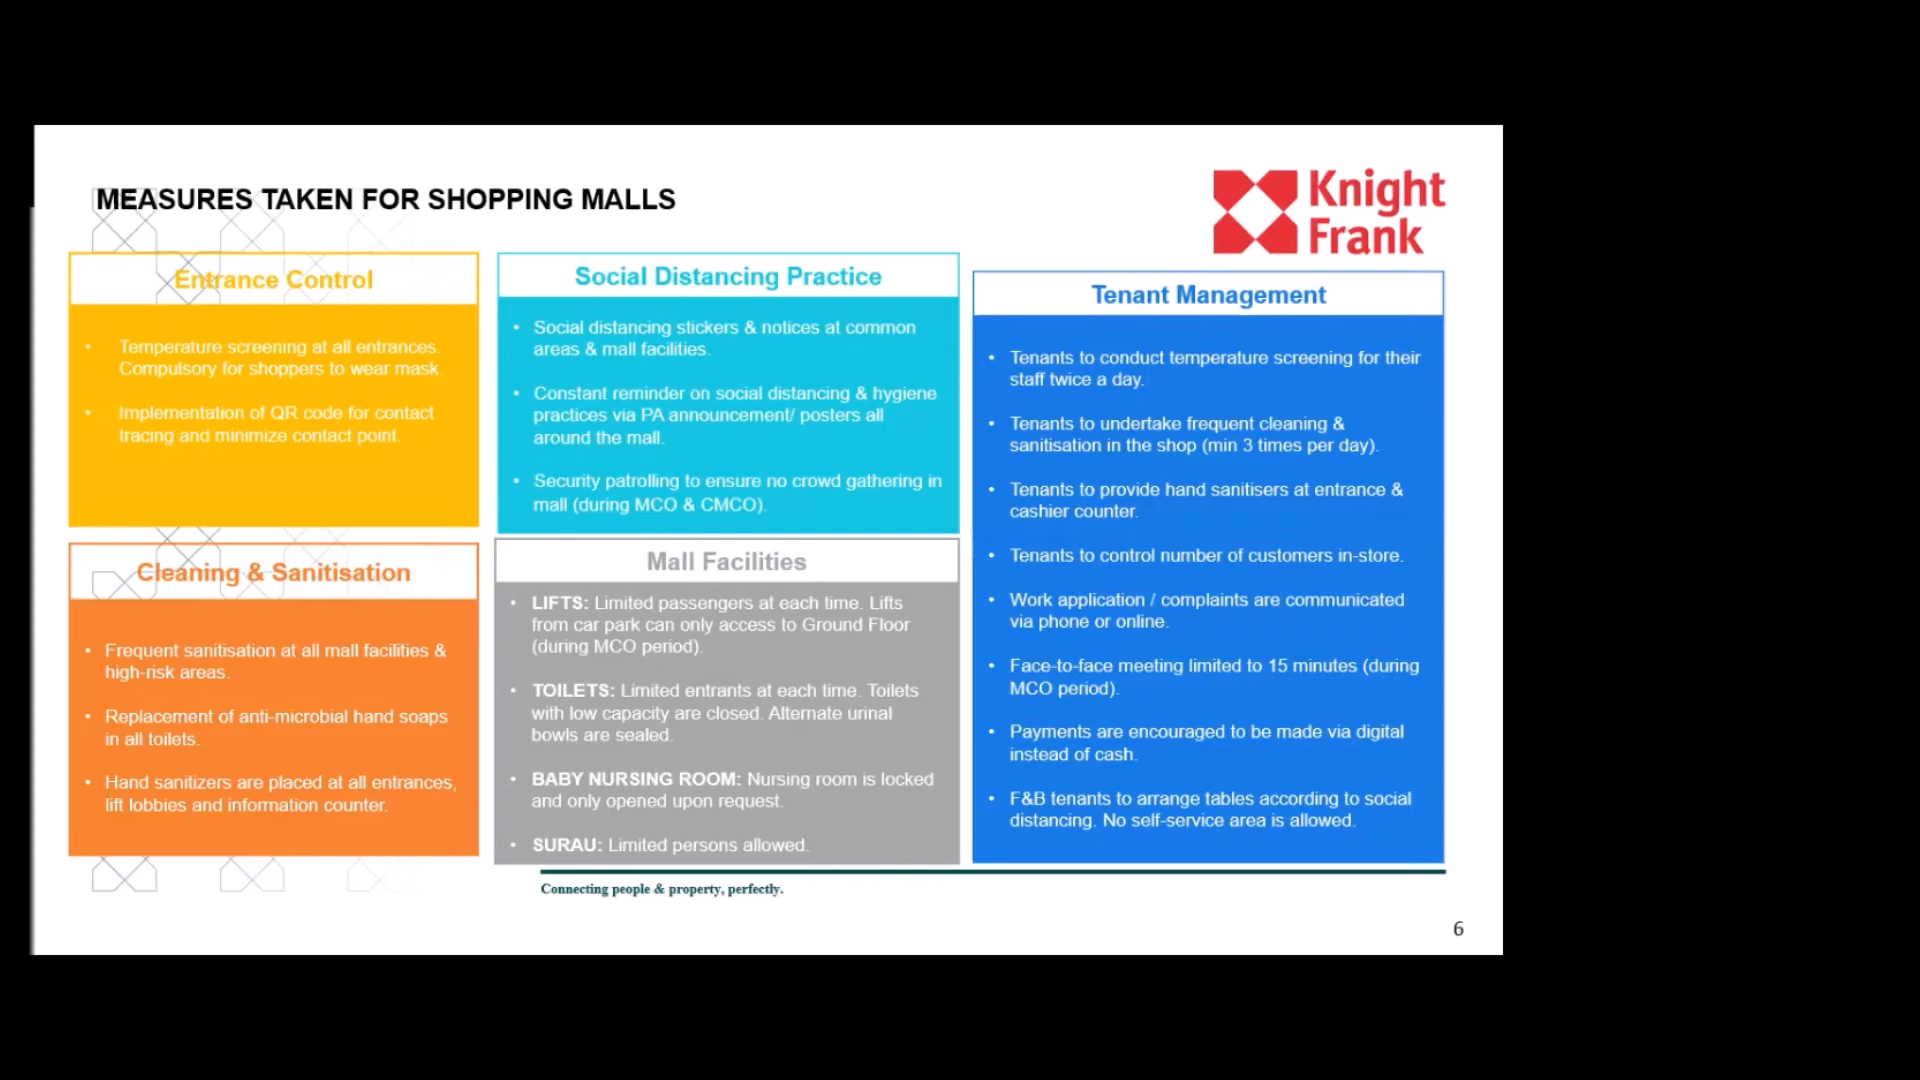 MEASURES TAKEN FOR SHOPPING MALLS
Knight
Frank
Entrance Control
• Temperature screening at all entrances.
Compulsory for shoppers to wear mask.
• Implementation of QR code for contact
tracing and minimize contact point.
Cleaning & Sanitisation
• Frequent sanitisation at all mall facilities &
high-risk areas.
• Replacement of anti-microbial hand soaps
in all toilets.
• Hand sanitizers are placed at all entrances,
lift lobbies and information counter.
Social Distancing Practice
• Social distancing stickers & notices at common
areas & mall facilities.
• Constant reminder on social distancing & hygiene
practices via PA announcement/ posters all
around the mall.
• Security patrolling to ensure no crowd gathering in
mall (during MCO & CMCO).
Mall Facilities
• LIFTS: Limited passengers at each time. Lifts
from car park can only access to Ground Floor
(during MCO period).
• TOILETS: Limited entrants at each time. Toilets
with low capacity are closed. Alternate urinal
bowls are sealed.
• BABY NURSING ROOM: Nursing room is locked
and only opened upon request.
• SURAU: Limited persons allowed.
Tenant Management
• Tenants to conduct temperature screening for their
staff twice a day.
• Tenants to undertake frequent cleaning &
sanitisation in the shop (min 3 times per day).
• Tenants to provide hand sanitisers at entrance &
cashier counter.
• Tenants to control number of customers in-store.
• Work application / complaints are communicated
via phone or online.
• Face-to-face meeting limited to 15 minutes (during
MCO period).
• Payments are encouraged to be made via digital
instead of cash.
• F&B tenants to arrange tables according to social
distancing. No self-service area is allowed.
Connecting people & property, perfectly.
6